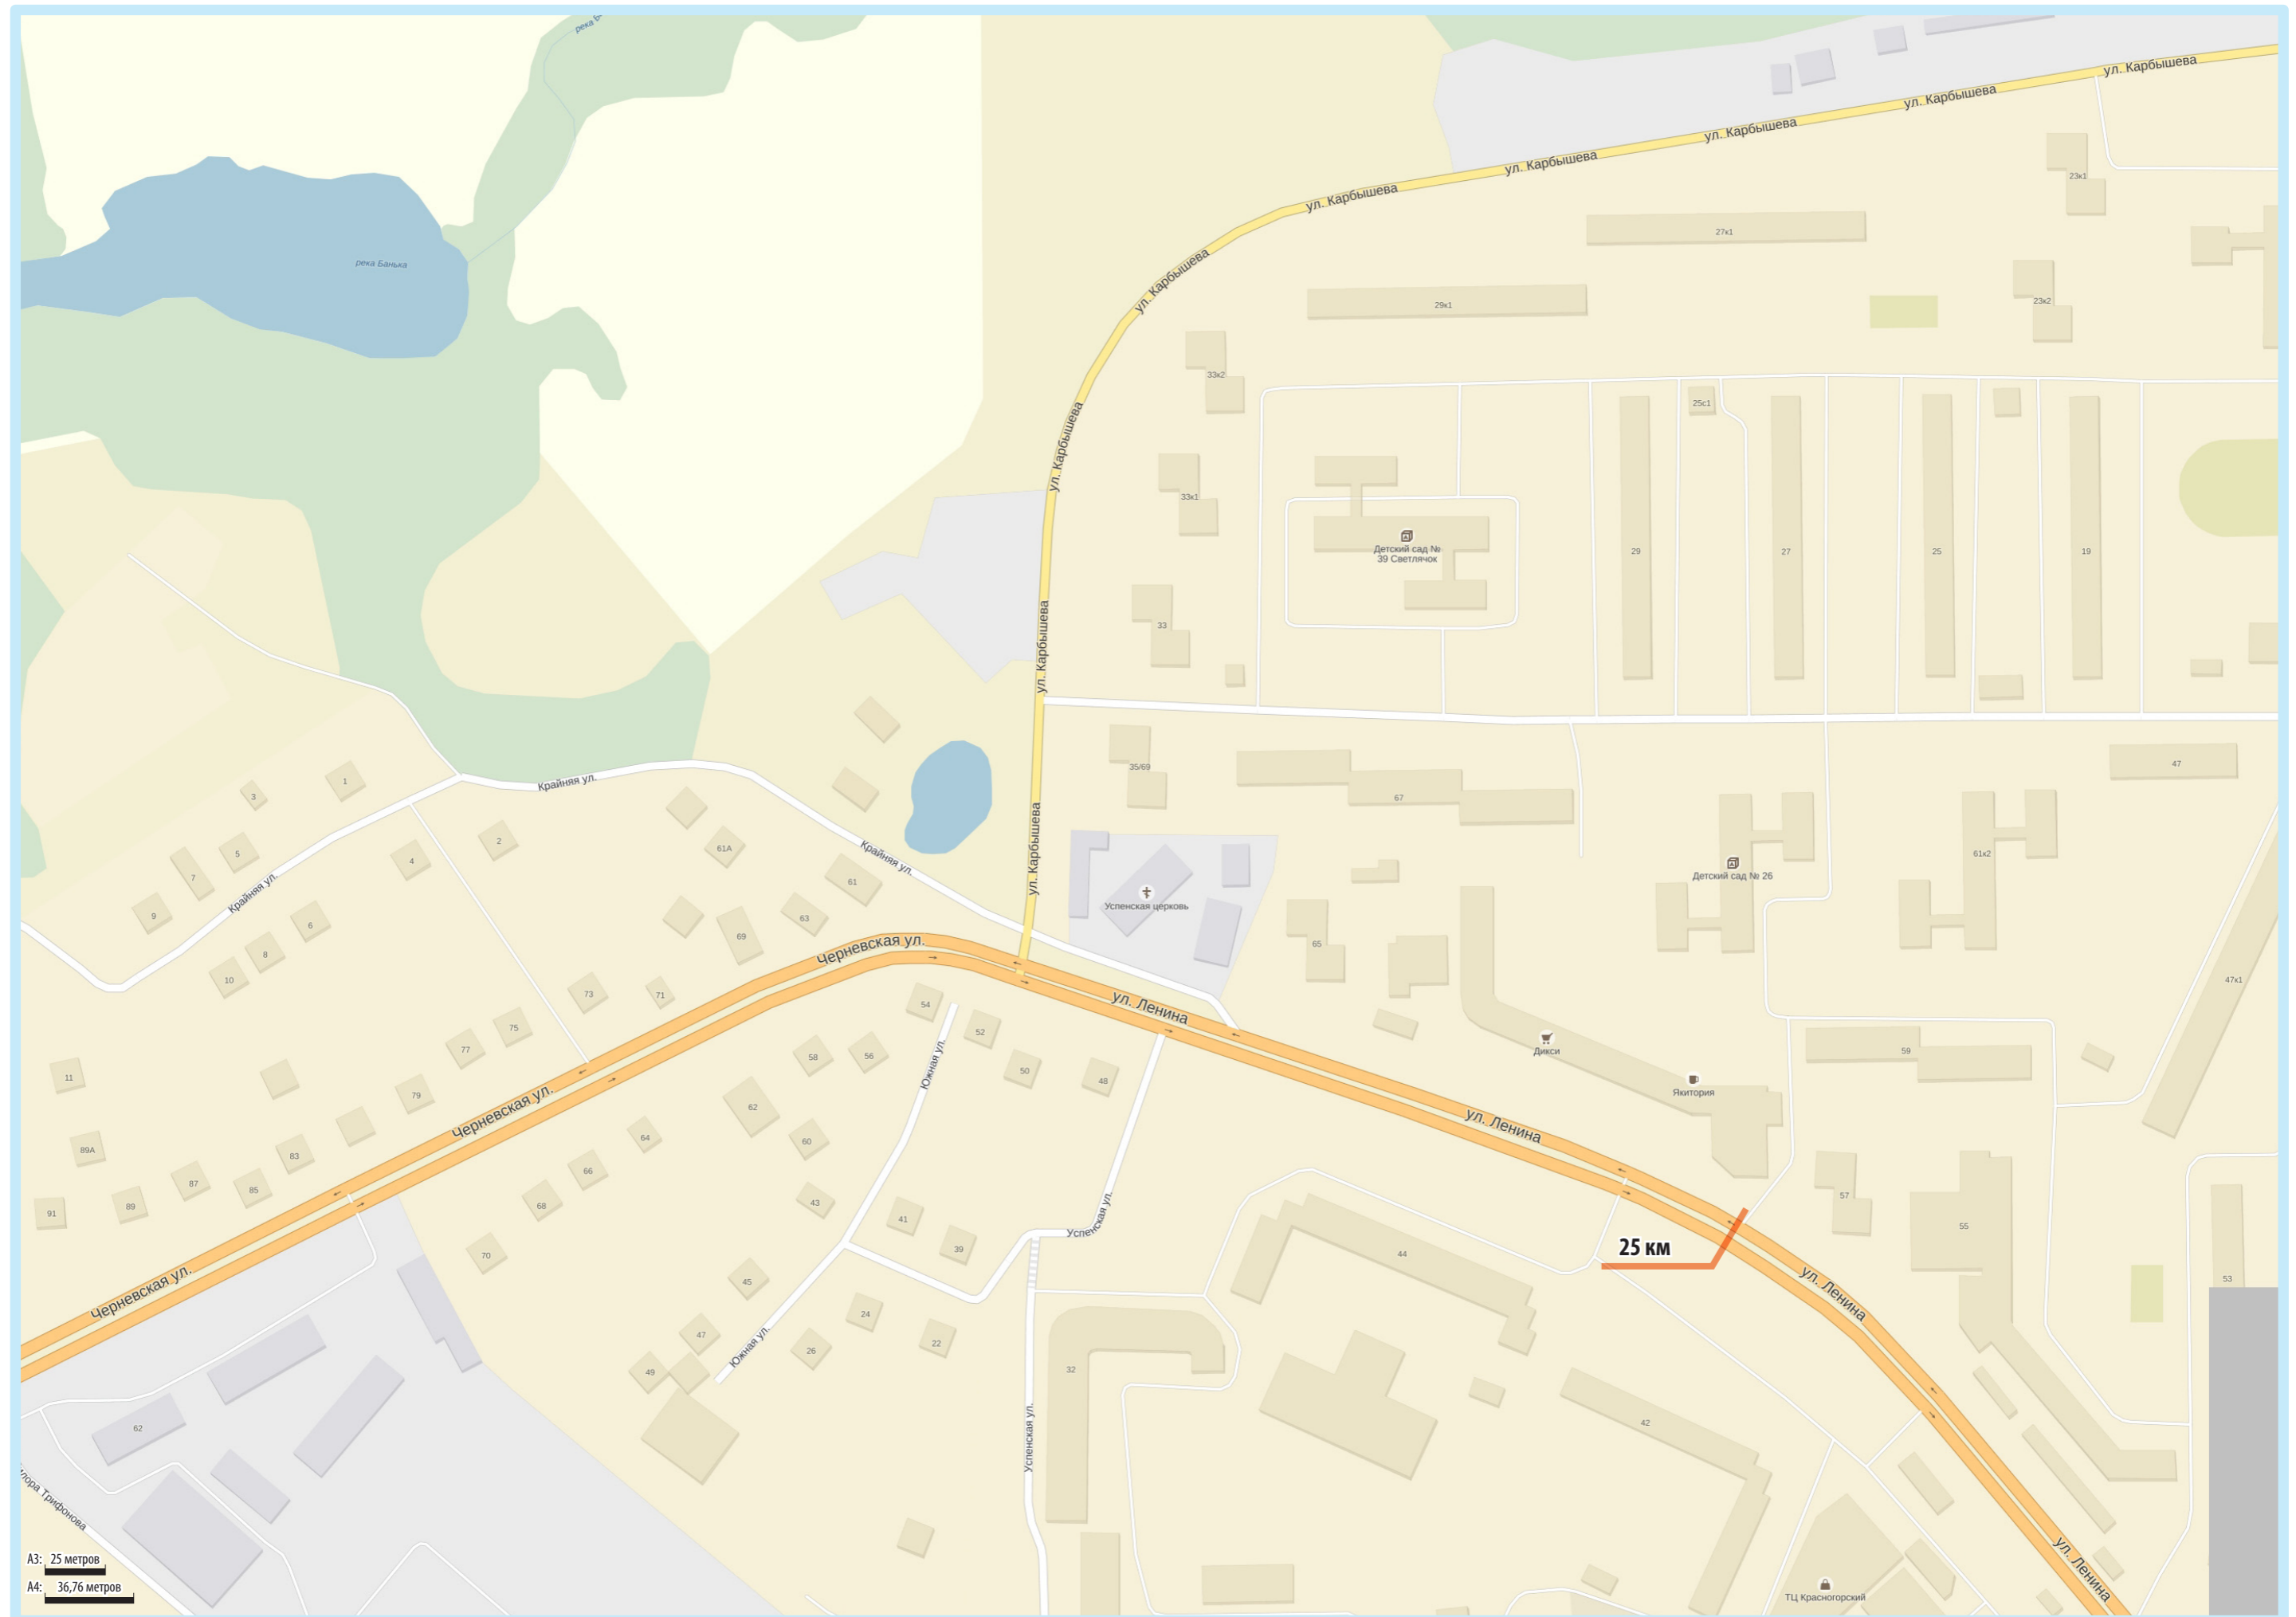 река Б
ул. Карбышева
ул. Карбышева
ул. Карбышева
ул. Карбышева
ул. Карбышева
23к1
27к1
река Банька
ул. Карбышева
23к2
29к1
33к2
25с1
ул. Карбышева
33к1
Детский сад №
39 Светлячок
29
27
25
19
33
ул. Карбышева
35/69
67
47
Крайняя ул.
1
3
2
4
5
7
9
6
8
10
Крайняя ул.
61А
61
63
69
Крайняя ул.
ул. Карбышева
Успенская церковь
65
Детский сад № 26
61к2
47к1
Черневская ул.
73
71
54
52
50
48
ул. Ленина
75
77
79
58
56
62
60
64
66
68
70
Южная ул.
Дикси
Якитория
59
11
89А
91
89
87
85
83
Черневская ул.
43
41
39
Успенская ул.
ул. Ленина
57
55
53
25 км
44
ул. Ленина
Черневская ул.
45
47
49
24
26
22
Южная ул.
32
42
62
Успенская ул.
лора Трифонова
ТЦ Красногорский
ул. Ленина
А3: 25 метров
А4: 36,76 метров